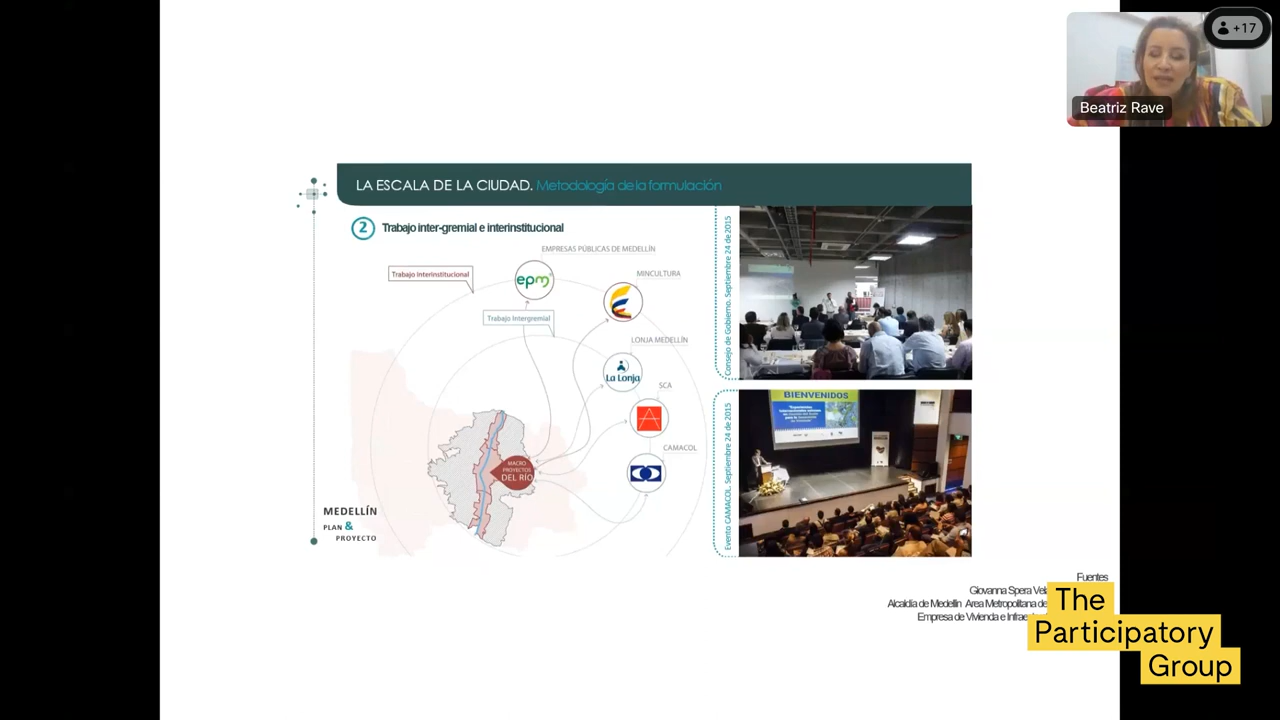 +17
Beatriz Rave
LA ESCALA DE LA CIUDAD. Metodología de la formulación
2
Trabajo inter-gremial e interinstitucional
EMPRESAS PÚBLICAS DE MEDELLÍN
Trabajo Interinstitucional
epm
MINCULTURA
Trabajo Intergremial
LONJA MEDELLÍN
La Lonja
SCA
CAMACOL
MACRO
PROYECTOS
DEL RÍO
MEDELLÍN
PLAN &
PROYECTO
Consejo de Gobierno. Septiembre 24 de 2015
BIENVENIDOS
Evento CAMACOL. Septiembre 24 de 2015
Fuentes
Giovanna Spera
Alcaldía de Medellín Area Metropolitana de
Empresa de Vivienda e
The
Participatory
Group